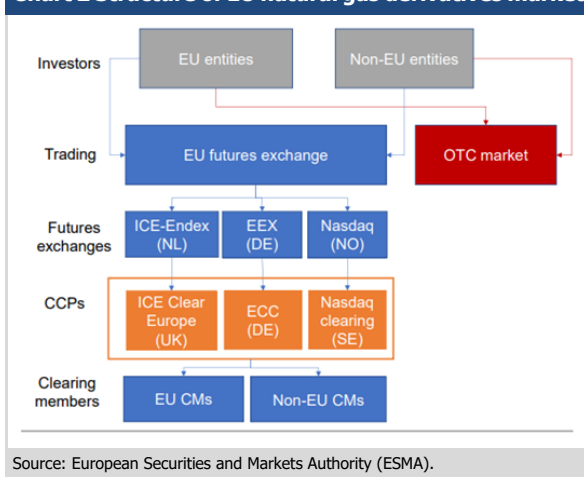 Investors
EU entities
Non-EU entities
Trading
EU futures exchange
OTC market
Futures
exchanges
ICE-Endex
(NL)
EEX
(DE)
Nasdaq
(NO)
CCPs
ICE Clear
Europe
(UK)
ECC
(DE)
Nasdaq
clearing
(SE)
Clearing
members
EU CMs
Non-EU CMs
Source: European Securities and Markets Authority (ESMA).